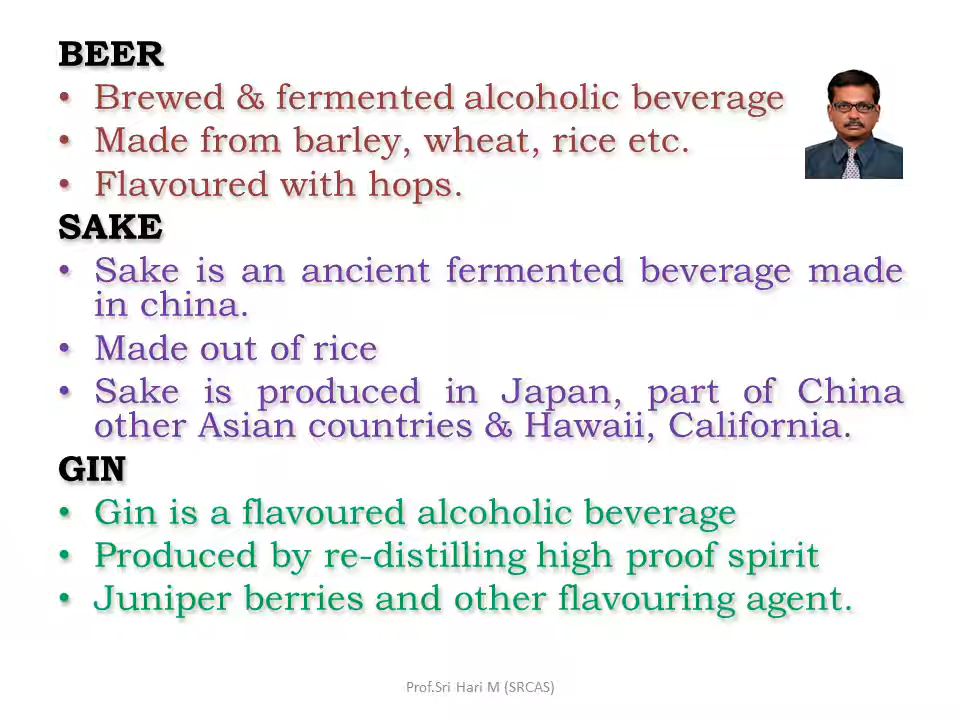 BEER
• Brewed & fermented alcoholic beverage
• Made from barley, wheat, rice etc.
• Flavoured with hops.
SAKE
• Sake is an ancient fermented beverage made
in china.
• Made out of rice
• Sake is produced in Japan, part of China
other Asian countries & Hawaii, California.
GIN
• Gin is a flavoured alcoholic beverage
• Produced by re-distilling high proof spirit
• Juniper berries and other flavouring agent.
Prof.Sri Hari M (SRCAS)